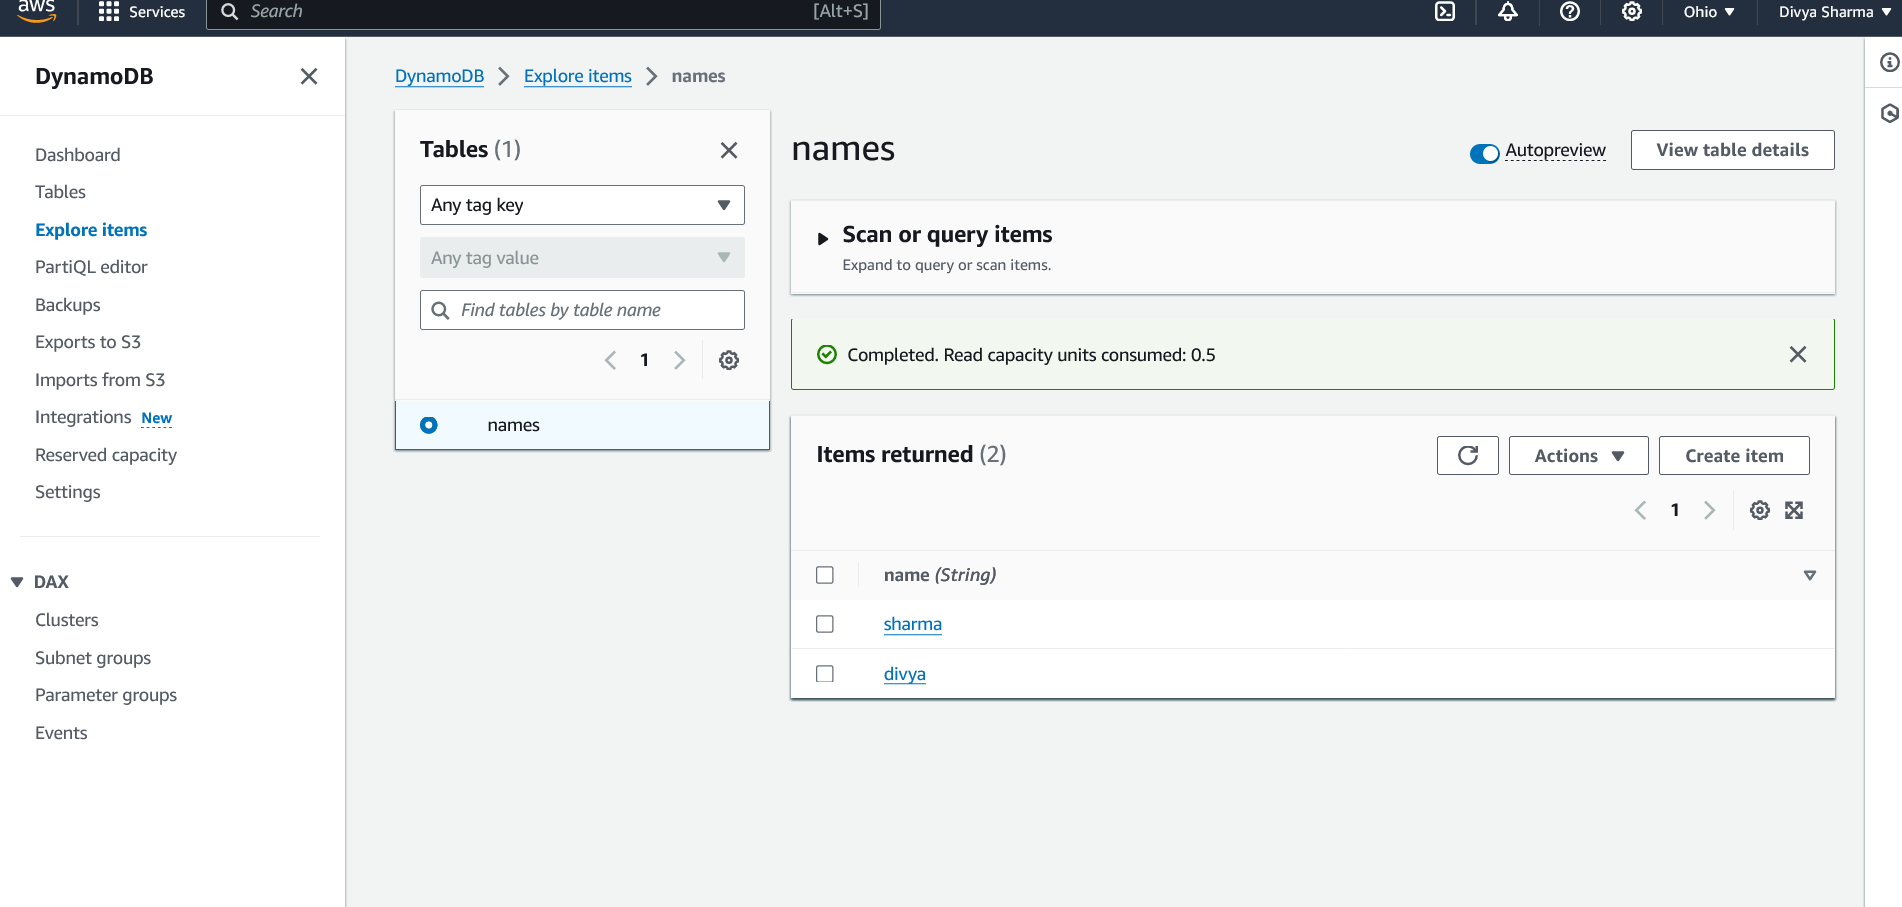 aws
Services
Search
[Alt+S]
Ohio
Divya Sharma
DynamoDB
Dashboard
Tables
Explore items
PartiQL editor
Backups
Exports to S3
Imports from S3
Integrations New
Reserved capacity
Settings
DAX
Clusters
Subnet groups
Parameter groups
Events
DynamoDB
Explore items
names
Tables (1)
Any tag key
Any tag value
Find tables by table name
1
names
names
Autopreview
View table details
Scan or query items
Expand to query or scan items.
Completed. Read capacity units consumed: 0.5
Items returned (2)
Actions
Create item
1
name (String)
sharma
divya